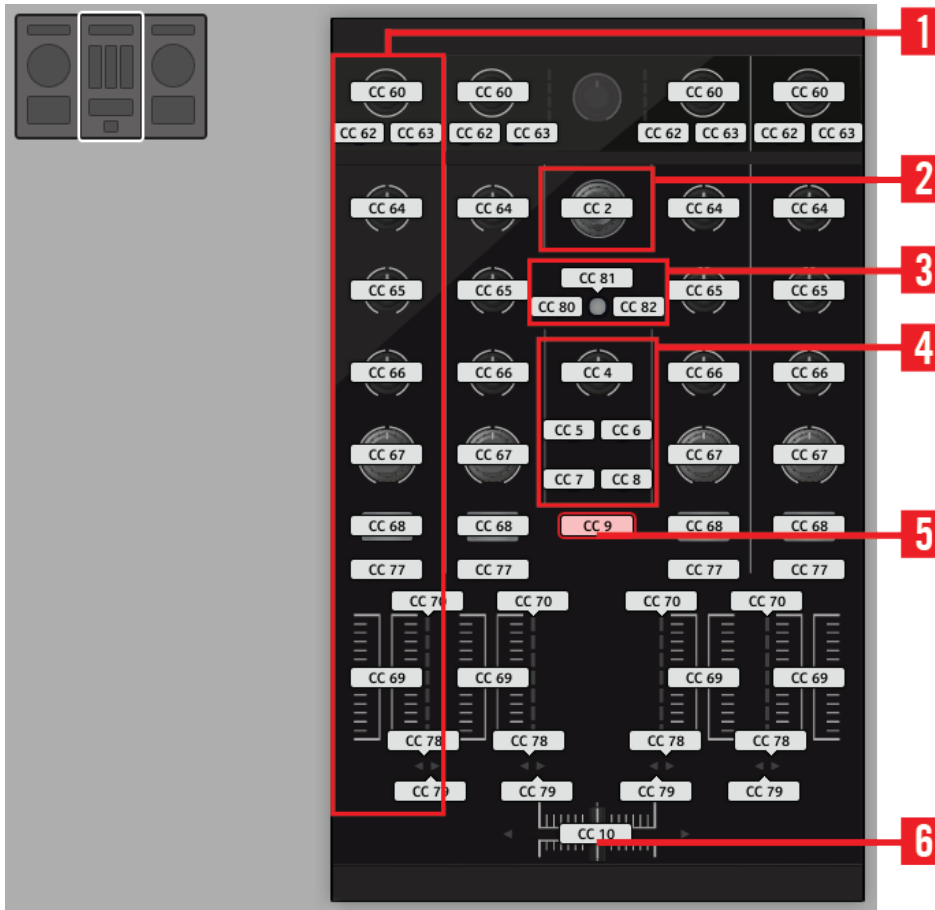 1
CC 60 CC 60 CC 60 CC 60
CC 62 CC 63 CC 62 CC 63 CC 62 CC 63 CC 62 CC 63
2
CC 64 CC 64 CC 2 CC 64 CC 64
3
CC 81
CC 65 CC 65 CC 65 CC 65
CC 80 CC 82
4
CC 66 CC 66 CC 4 CC 66 CC 66
CC 5 CC 6
CC 67 CC 67 CC 67 CC 67
CC 7 CC 8
CC 68 CC 68 CC 9 CC 68 CC 68
5
CC 77 CC 77 CC 77 CC 77
CC 70 CC 70 CC 70 CC 70
CC 69 CC 69 CC 69 CC 69
CC 78 CC 78 CC 78 CC 78
CC 79 CC 79 CC 79 CC 79
CC 10
6